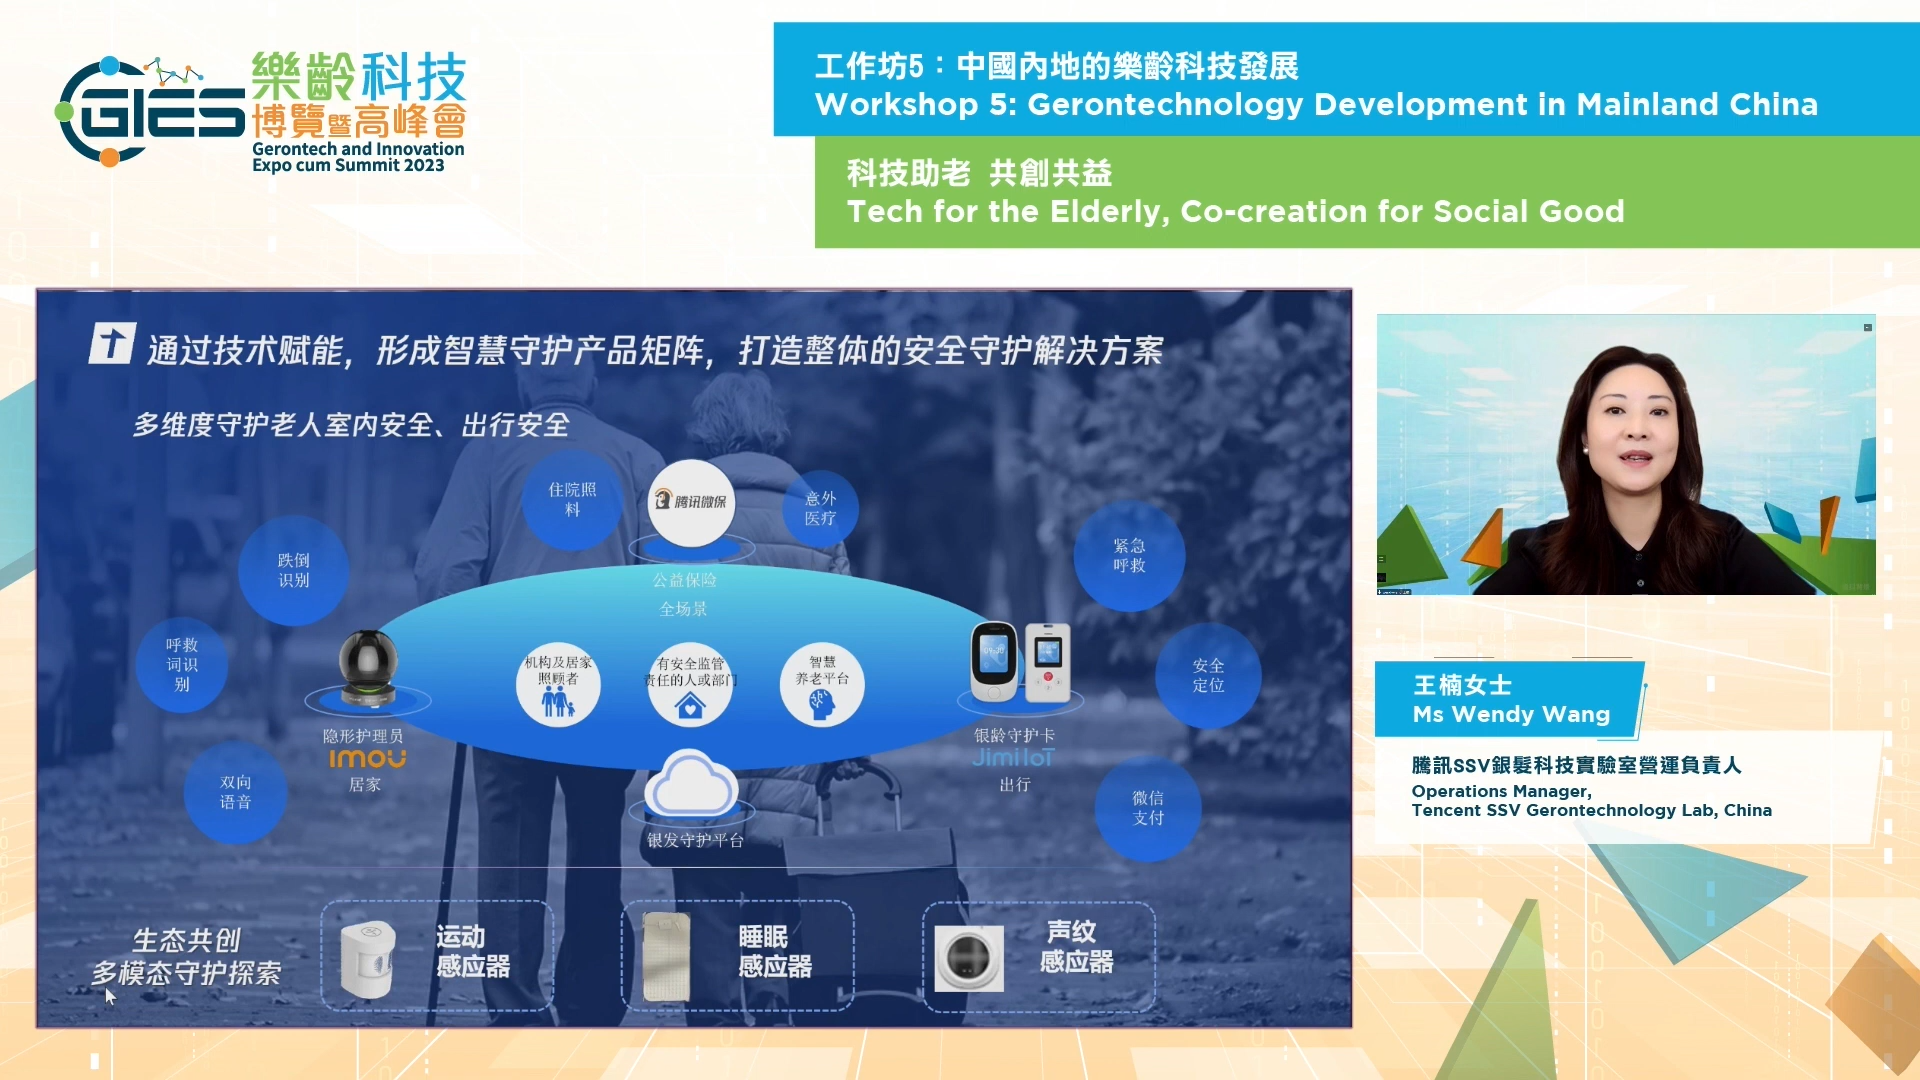 GIES
樂齡科技
博覽暨高峰會
Gerontech and Innovation
Expo cum Summit 2023
工作坊5：中國內地的樂齡科技發展
Workshop 5: Gerontechnology Development in Mainland China
科技助老 共創共益
Tech for the Elderly, Co-creation for Social Good
通过技术赋能，形成智慧守护产品矩阵，打造整体的安全守护解决方案
多维度守护老人室内安全、出行安全
住院照
料
腾讯微保
意外
医疗
跌倒
识别
紧急
呼救
公益保险
全场景
呼救
词识
别
机构及居家
照顾者
有安全监管
责任的人或部门
智慧
养老平台
09:30
安全
定位
隐形护理员
imou
居家
银龄守护卡
Jimi IoT
出行
双向
语音
微信
支付
银发守护平台
生态共创
多模态守护探索
运动
感应器
睡眠
感应器
声纹
感应器
王楠女士
Ms Wendy Wang
騰訊SSV銀髮科技實驗室營運負責人
Operations Manager,
Tencent SSV Gerontechnology Lab, China